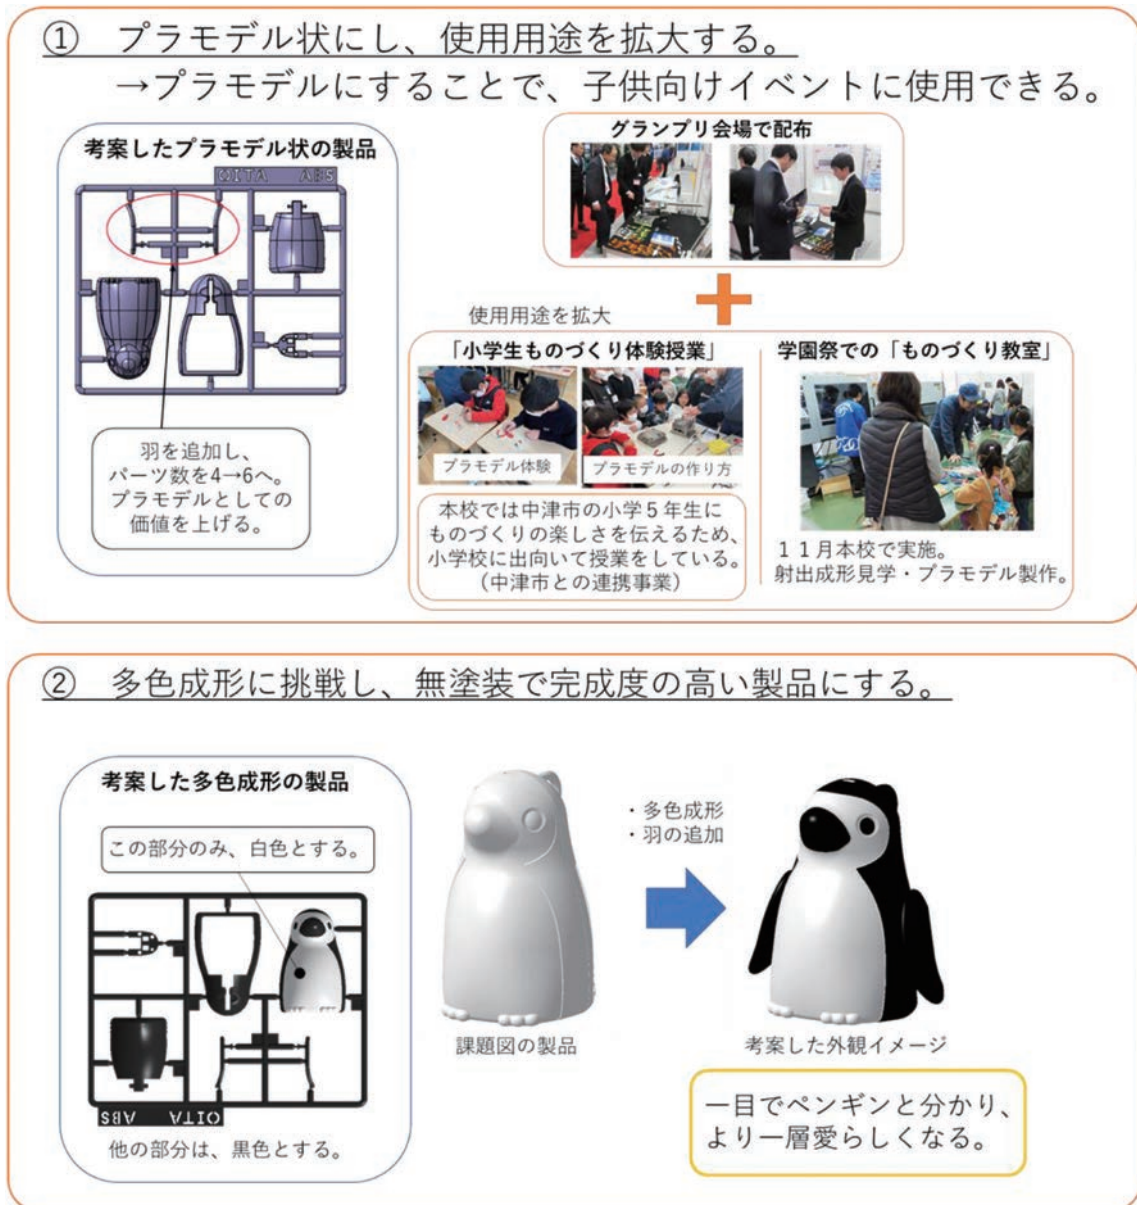 ① プラモデル状にし、使用用途を拡大する。
→プラモデルにすることで、子供向けイベントに使用できる。
考案したプラモデル状の製品
OITA ABS
羽を追加し、
パーツ数を4→6へ。
プラモデルとしての
価値を上げる。
グランプリ会場で配布
使用用途を拡大
「小学生ものづくり体験授業」
プラモデル体験
プラモデルの作り方
本校では中津市の小学5年生に
ものづくりの楽しさを伝えるため、
小学校に出向いて授業をしている。
（中津市との連携事業）
学園祭での「ものづくり教室」
11月本校で実施。
射出成形見学・プラモデル製作。
② 多色成形に挑戦し、無塗装で完成度の高い製品にする。
考案した多色成形の製品
この部分のみ、白色とする。
OITA ABS
他の部分は、黒色とする。
課題図の製品
・多色成形
・羽の追加
考案した外観イメージ
一目でペンギンと分かり、
より一層愛らしくなる。